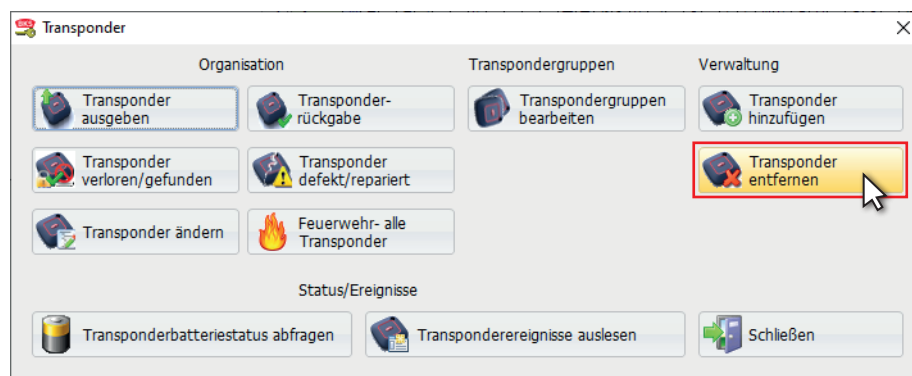 BKS
Transponder
Organisation
Transpondergruppen
Verwaltung
Transponder
ausgeben
Transponder-
rückgabe
Transpondergruppen
bearbeiten
Transponder
hinzufügen
Transponder
verloren/gefunden
Transponder
defekt/repariert
Transponder
entfernen
Transponder ändern
Feuerwehr- alle
Transponder
Status/Ereignisse
Transponderbatteriestatus abfragen
Transponderereignisse auslesen
Schließen